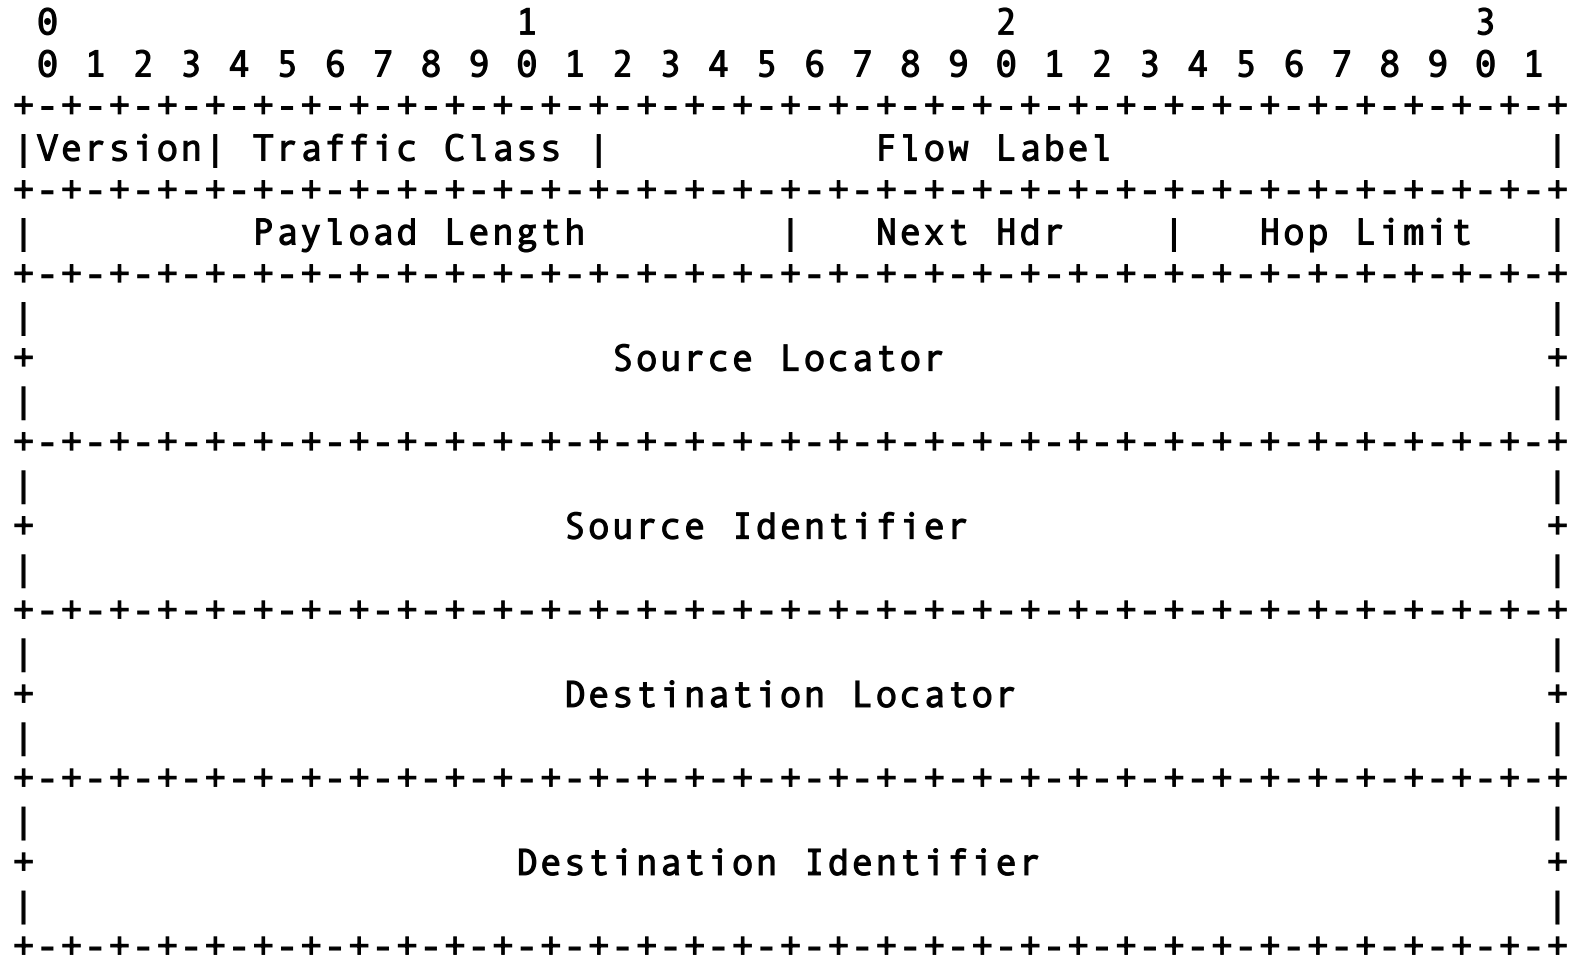 0                   1                   2                   3
 0 1 2 3 4 5 6 7 8 9 0 1 2 3 4 5 6 7 8 9 0 1 2 3 4 5 6 7 8 9 0 1
+-+-+-+-+-+-+-+-+-+-+-+-+-+-+-+-+-+-+-+-+-+-+-+-+-+-+-+-+-+-+-+-+
|Version| Traffic Class |           Flow Label                  |
+-+-+-+-+-+-+-+-+-+-+-+-+-+-+-+-+-+-+-+-+-+-+-+-+-+-+-+-+-+-+-+-+
|         Payload Length        |   Next Hdr    |   Hop Limit   |
+-+-+-+-+-+-+-+-+-+-+-+-+-+-+-+-+-+-+-+-+-+-+-+-+-+-+-+-+-+-+-+-+
|                                                               |
+                        Source Locator                         +
|                                                               |
+-+-+-+-+-+-+-+-+-+-+-+-+-+-+-+-+-+-+-+-+-+-+-+-+-+-+-+-+-+-+-+-+
|                                                               |
+                      Source Identifier                        +
|                                                               |
+-+-+-+-+-+-+-+-+-+-+-+-+-+-+-+-+-+-+-+-+-+-+-+-+-+-+-+-+-+-+-+-+
|                                                               |
+                      Destination Locator                      +
|                                                               |
+-+-+-+-+-+-+-+-+-+-+-+-+-+-+-+-+-+-+-+-+-+-+-+-+-+-+-+-+-+-+-+-+
|                                                               |
+                    Destination Identifier                     +
|                                                               |
+-+-+-+-+-+-+-+-+-+-+-+-+-+-+-+-+-+-+-+-+-+-+-+-+-+-+-+-+-+-+-+-+